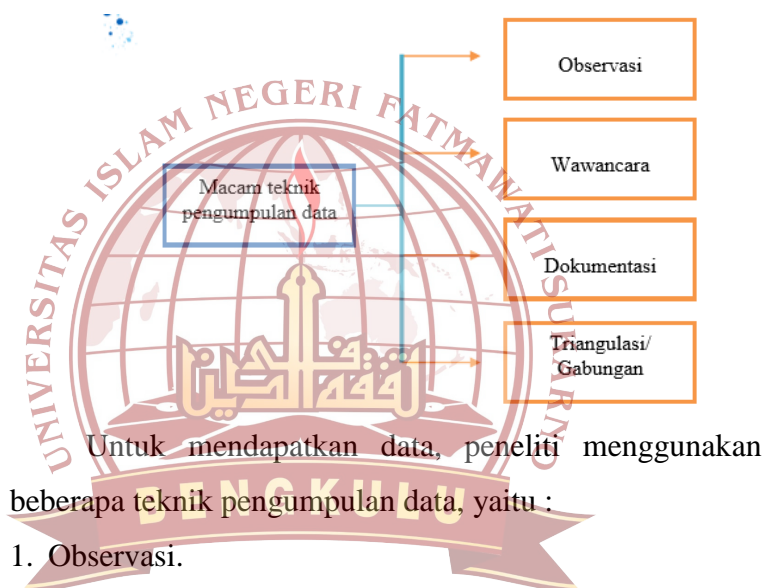 Observasi
Wawancara
Macam teknik
pengumpulan data
Dokumentasi
Triangulasi/
Gabungan
Untuk mendapatkan data, peneliti menggunakan
beberapa teknik pengumpulan data, yaitu :
1. Observasi.
UNIVERSITAS ISLAM NEGERI FATMAWATI SUKARNO
BENGKULU